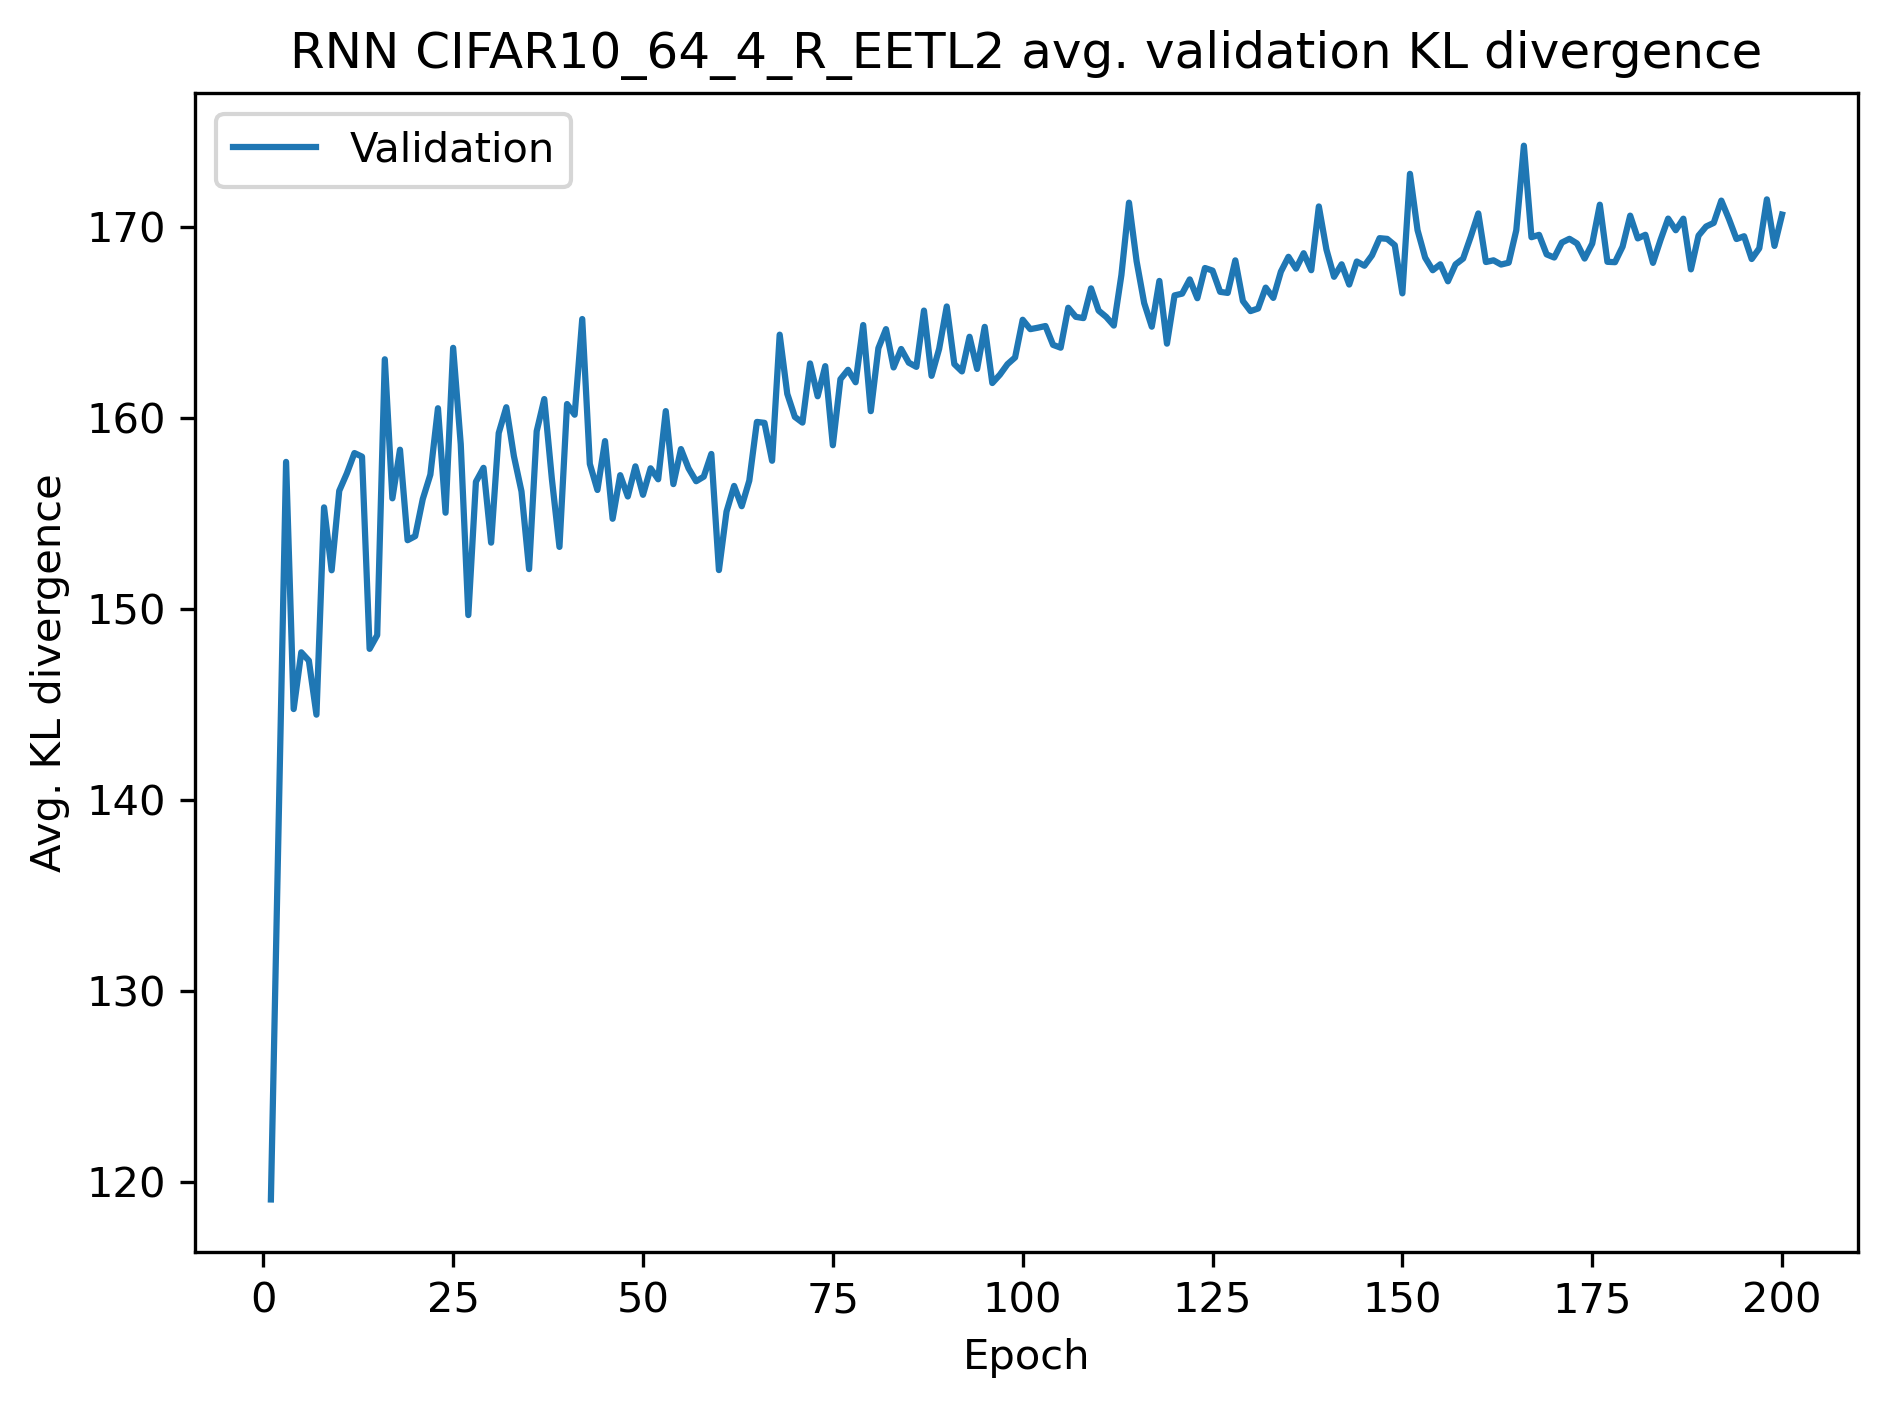 RNN CIFAR10_64_4_R_EETL2 avg. validation KL divergence
Validation
Avg. KL divergence
170
160
150
140
130
120
0 25 50 75 100 125 150 175 200
Epoch